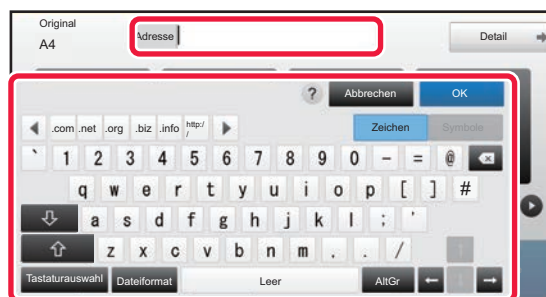 Original
A4
Adresse
Detail
?
Abbrechen
OK
.com .net .org .biz .info http://
Zeichen
Symbole
` 1 2 3 4 5 6 7 8 9 0 - = @
q w e r t y u i o p [ ] #
a s d f g h j k l ; '
z x c v b n m . . /
Tastaturauswahl Dateiformat Leer AltGr